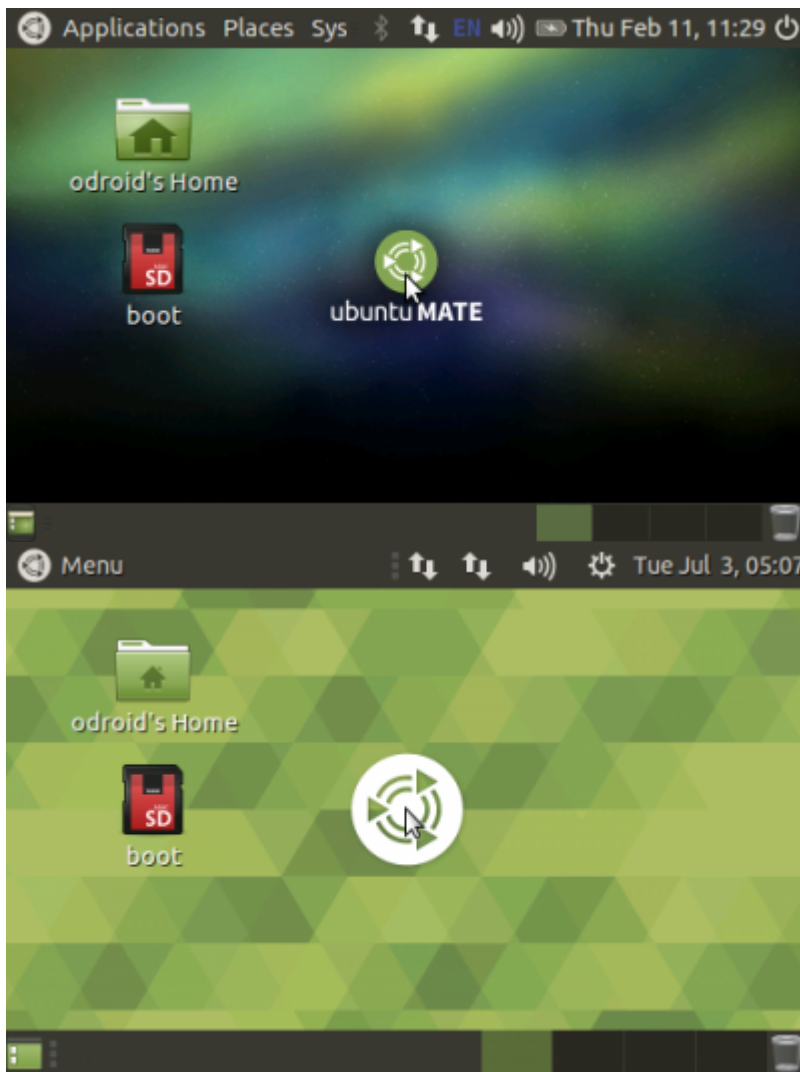 Applications Places Sys EN Thu Feb 11, 11:29
odroid's Home
SD
boot
ubuntu MATE
Menu Tue Jul 3, 05:07
odroid's Home
SD
boot